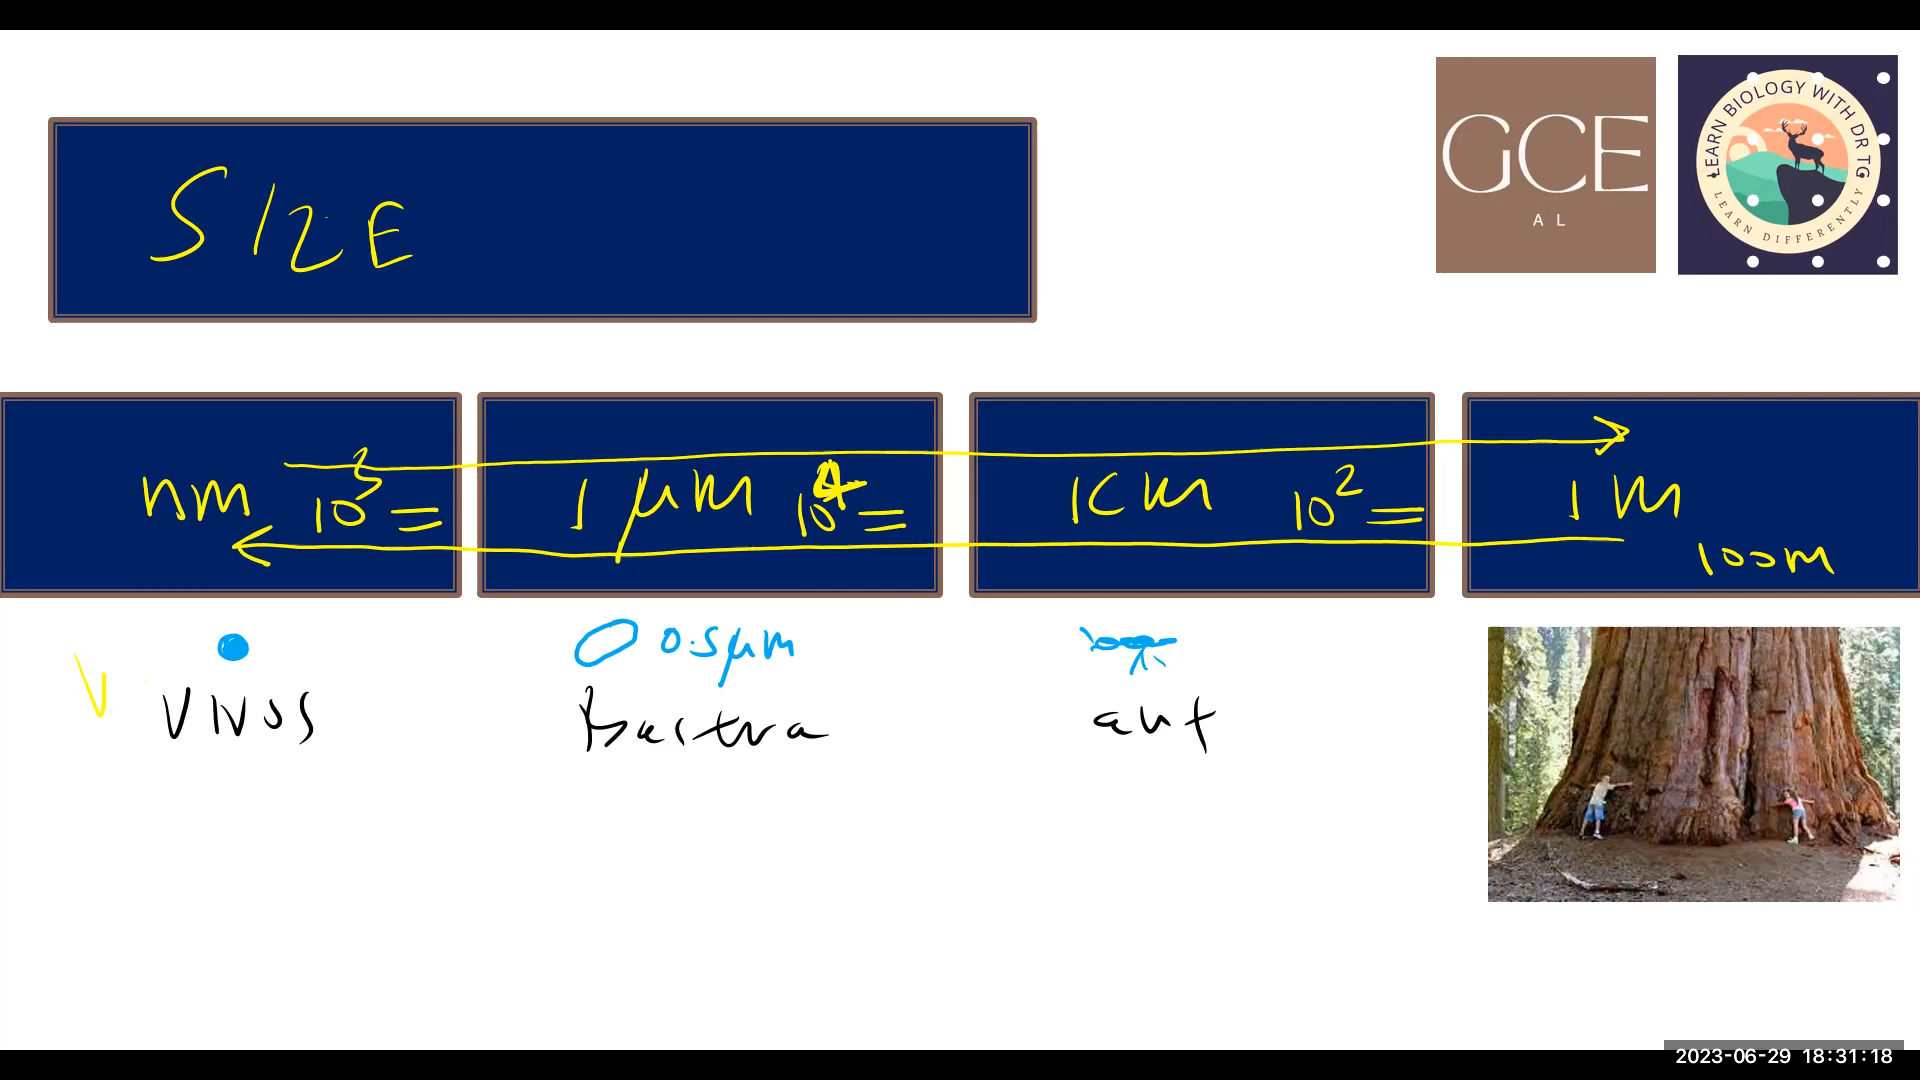 GCE
A L
LEARN BIOLOGY WITH DR TG
LEARN DIFFERENTLY
SIZE
nm 10³ = 1 μm 10⁴ = 1cm 10² = 1 m
100m
0.5μm
V
Virus Bactria ant
2023-06-29 18:31:18